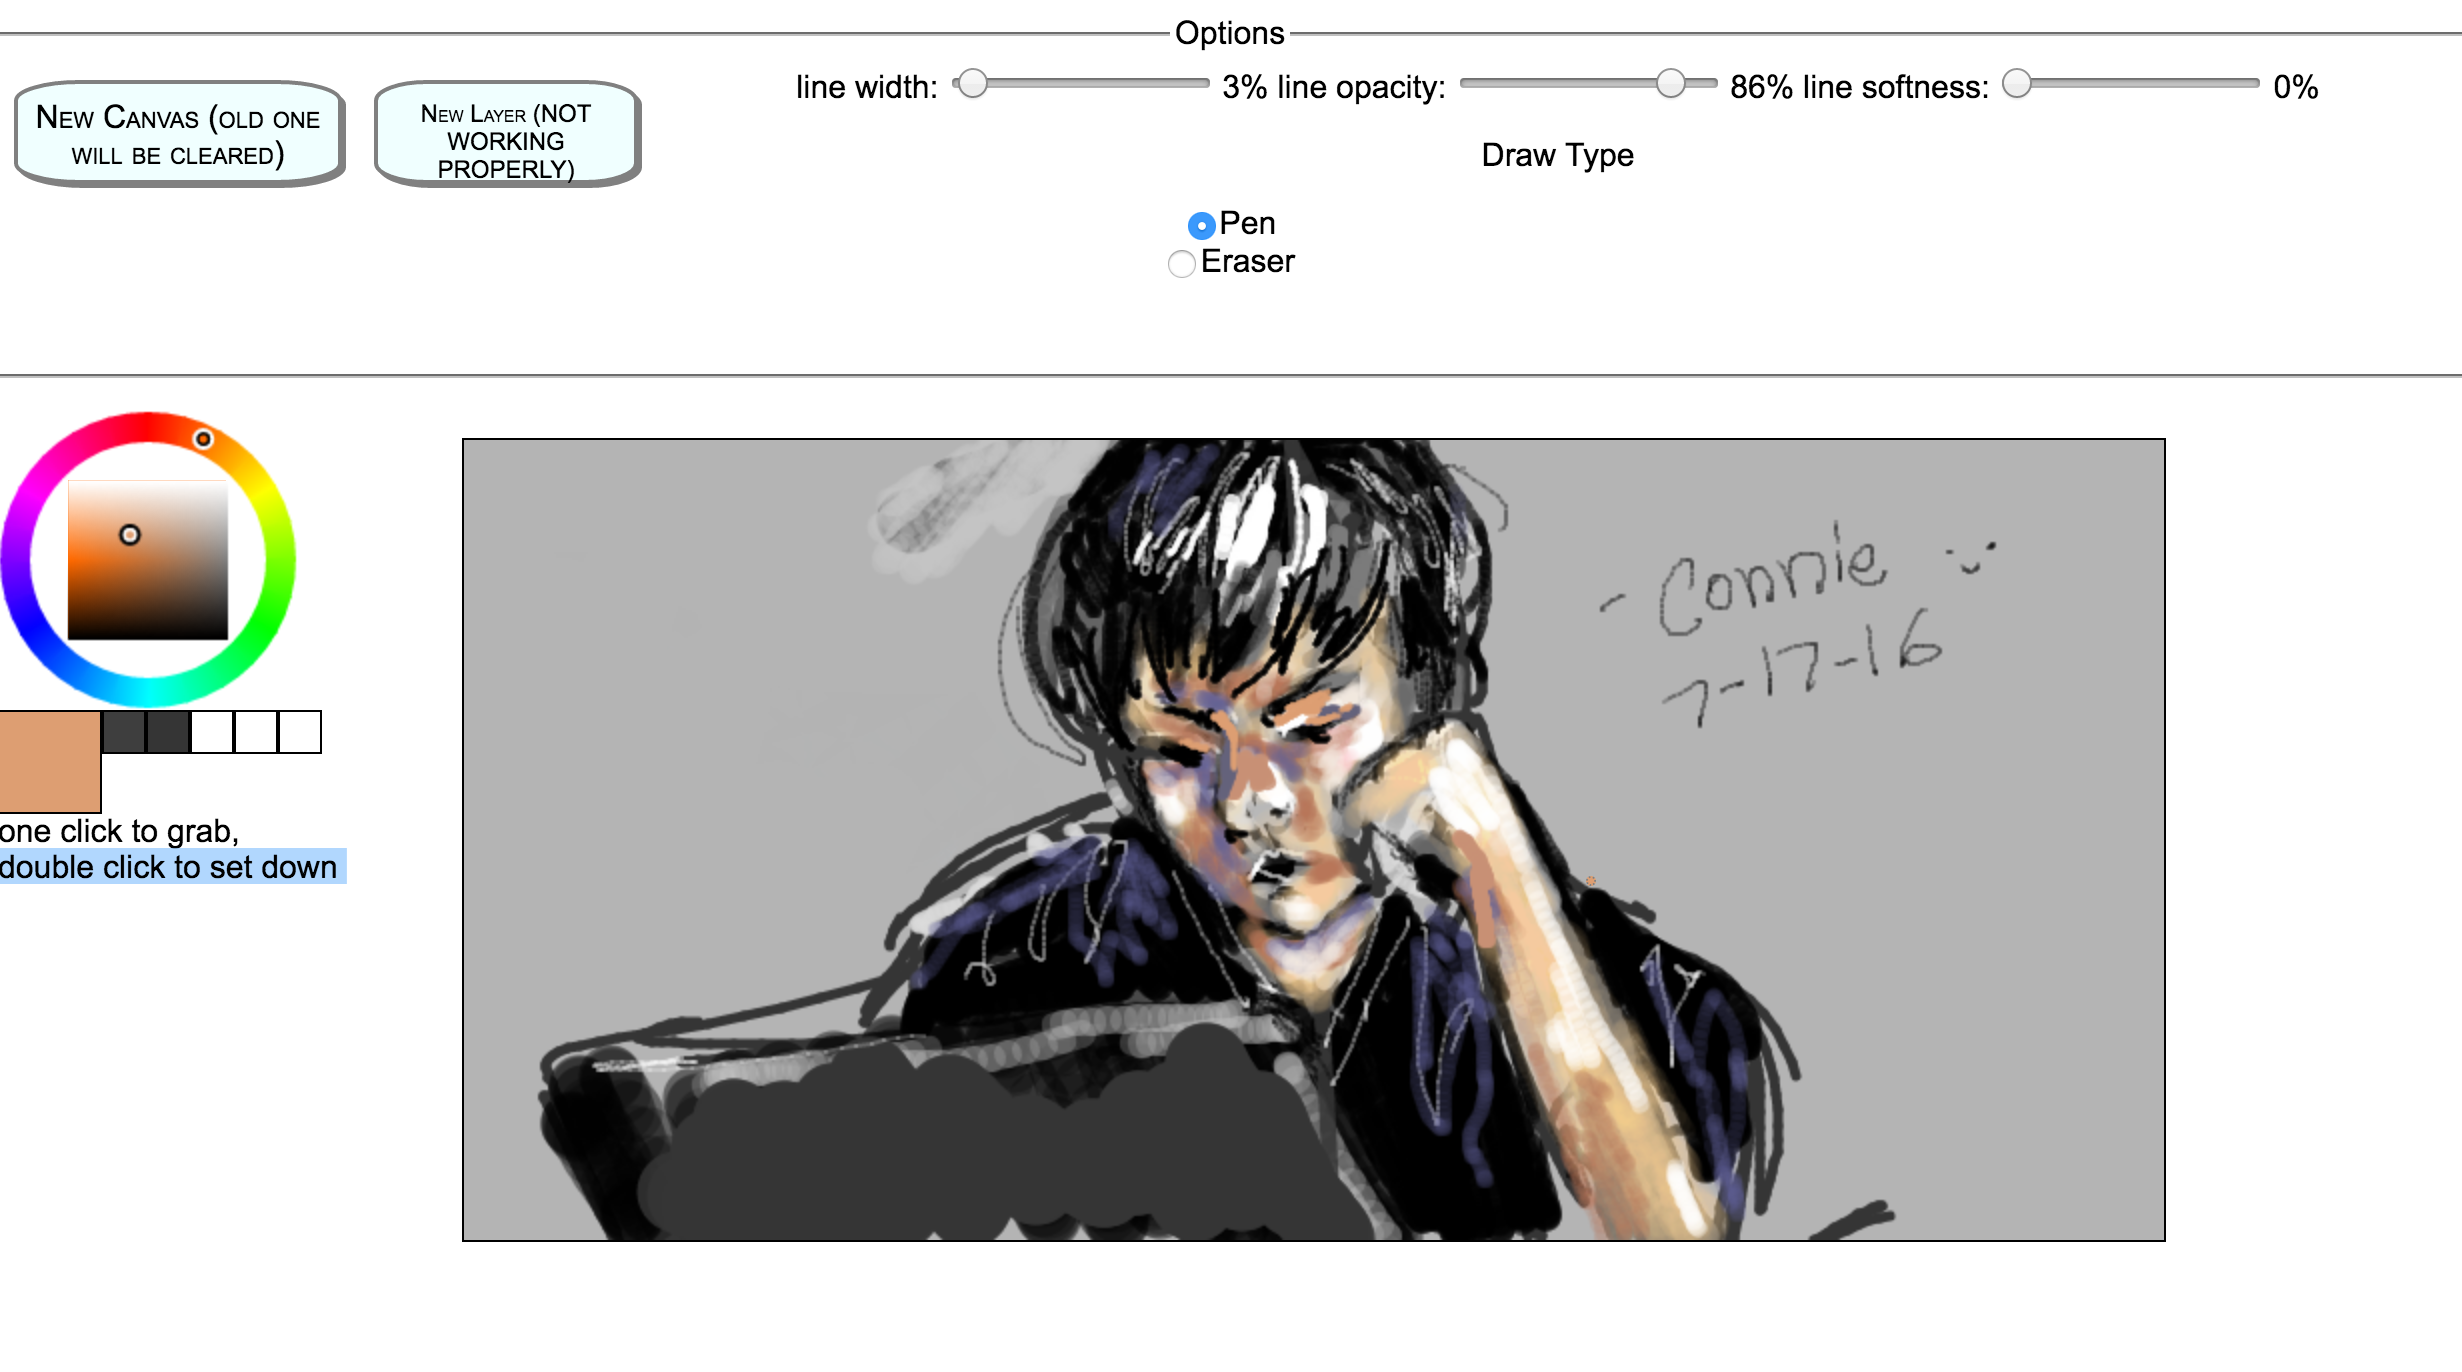 Options
New Canvas (old one
will be cleared)
New Layer (NOT
WORKING
PROPERLY)
line width: 3% line opacity: 86% line softness: 0%
Draw Type
Pen
Eraser
- Connie
7-17-16
one click to grab,
double click to set down